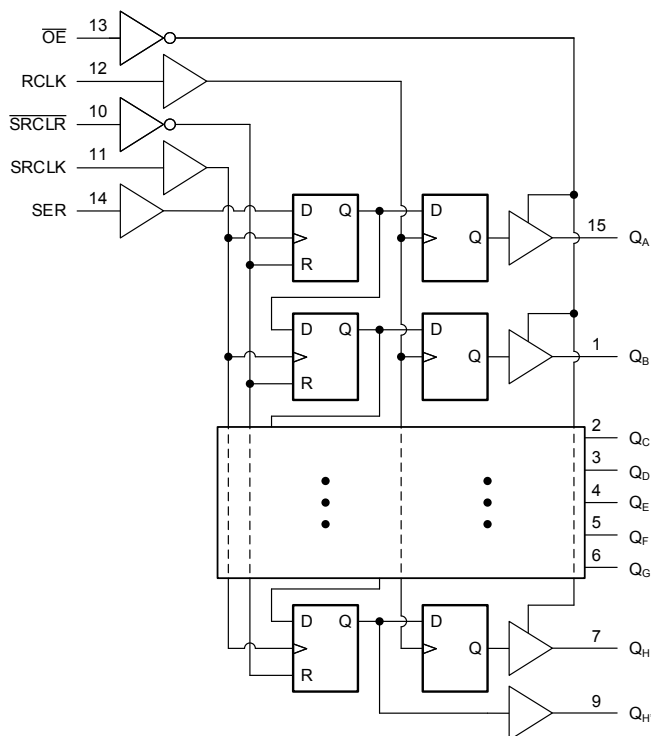 OE 13
RCLK 12
SRCLR 10
SRCLK 11
SER 14
D Q D
Q 15 QA
R
D Q D
Q 1 QB
R
2 QC
3 QD
4 QE
5 QF
6 QG
D Q D
Q 7 QH
R
9 QH'